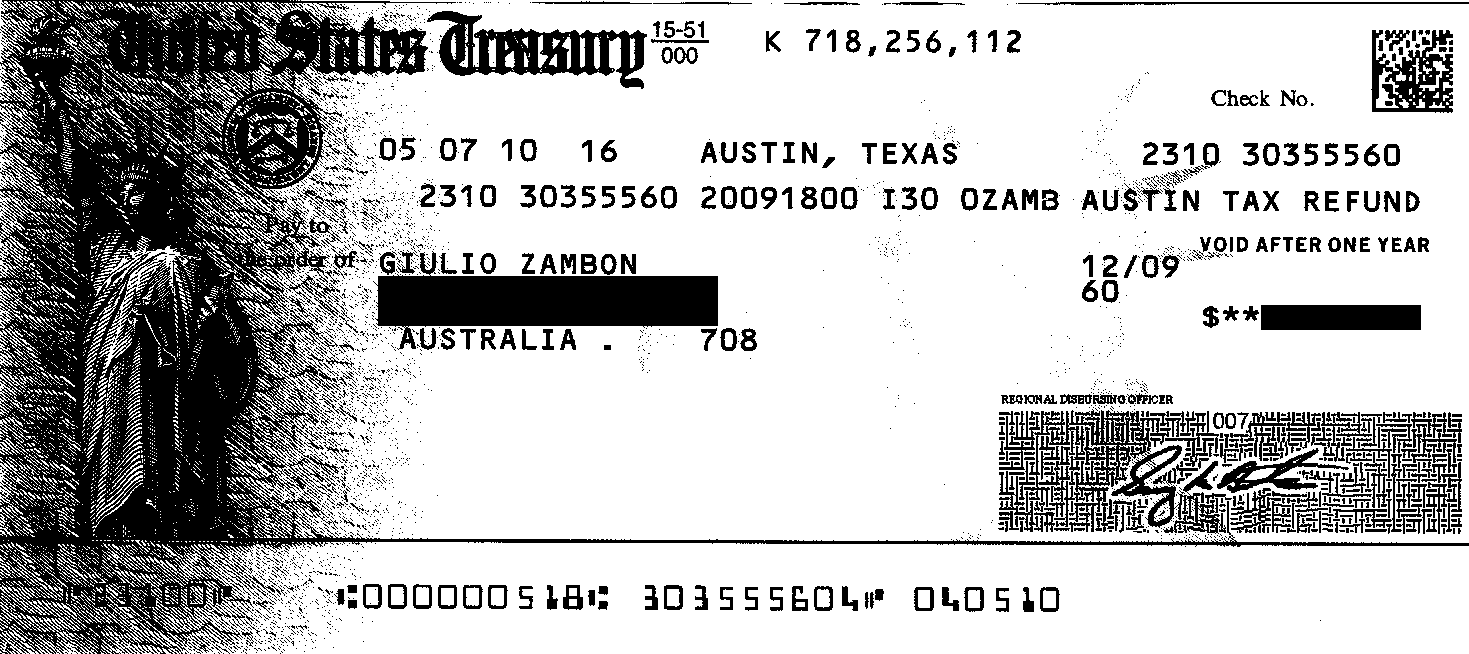 United States Treasury 15-51 K 718,256,112
000
Check No.
05 07 10 16 AUSTIN, TEXAS 2310 30355560
2310 30355560 20091800 I30 OZAMB AUSTIN TAX REFUND
Pay to
VOID AFTER ONE YEAR
the order of GIULIO ZAMBON 12/09
60
$**
AUSTRALIA . 708
REGIONAL DISBURSING OFFICER
007
⑆000000518⑆ 303555604⑈ 040510